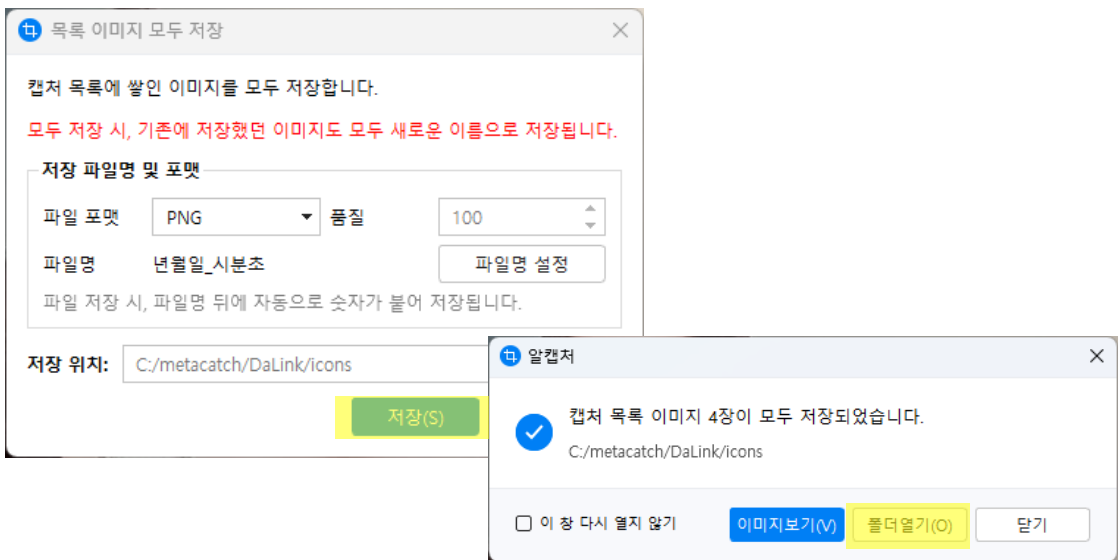 목록 이미지 모두 저장
캡처 목록에 쌓인 이미지를 모두 저장합니다.
모두 저장 시, 기존에 저장했던 이미지도 모두 새로운 이름으로 저장됩니다.
저장 파일명 및 포맷
파일 포맷 PNG 품질 100
파일명 년월일_시분초 파일명 설정
파일 저장 시, 파일명 뒤에 자동으로 숫자가 붙어 저장됩니다.
저장 위치: C:/metacatch/DaLink/icons
저장(S)
알캡처
캡처 목록 이미지 4장이 모두 저장되었습니다.
C:/metacatch/DaLink/icons
이 창 다시 열지 않기 이미지보기(V) 폴더열기(O) 닫기